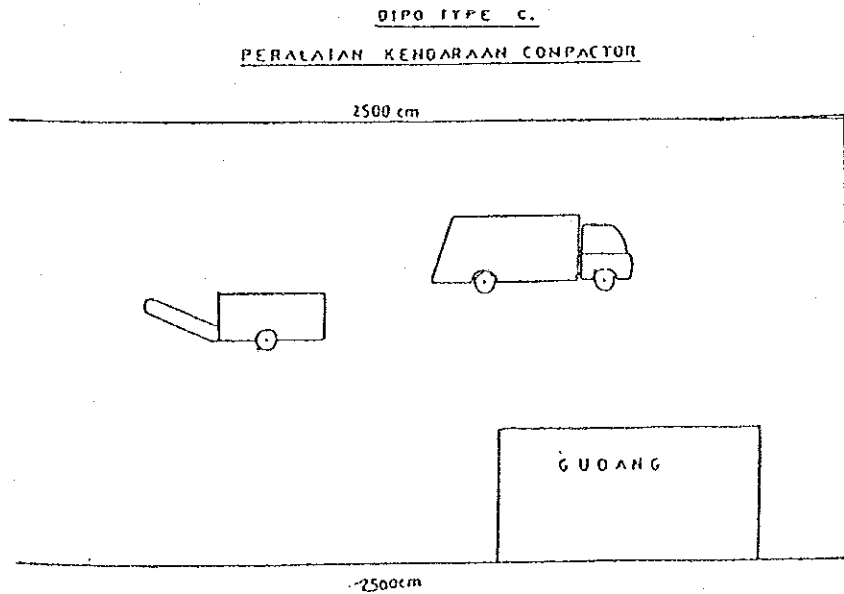 DIPO TYPE C.
PERALATAN KENDARAAN COMPACTOR
2500 cm
GUDANG
2500cm